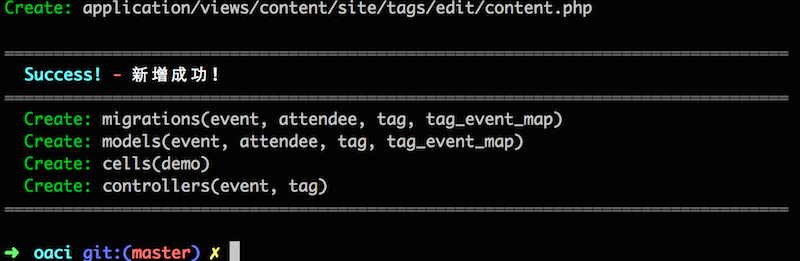 Create: application/views/content/site/tags/edit/content.php
Success! - 新增成功!
Create: migrations(event, attendee, tag, tag_event_map)
Create: models(event, attendee, tag, tag_event_map)
Create: cells(demo)
Create: controllers(event, tag)
➜ oaci git:(master) ✗